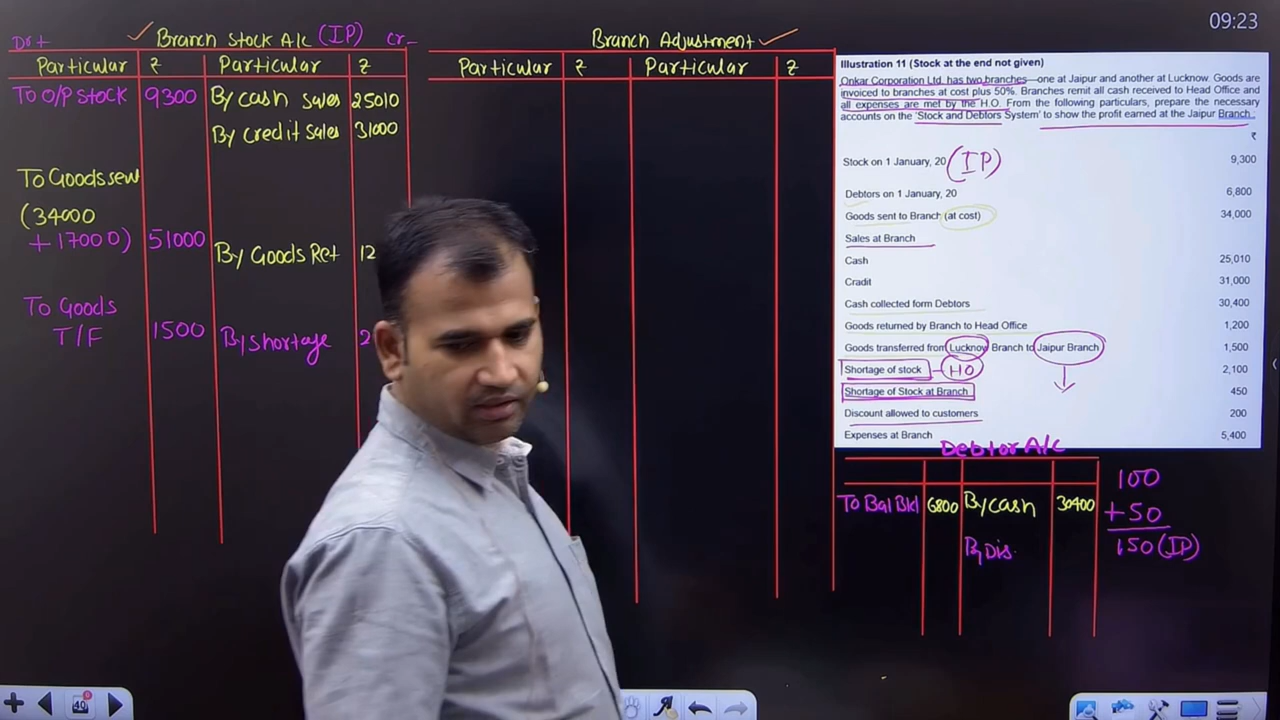 09:23
Dr+ Branch Stock A/c (IP) Cr-
Particular ₹ Particular ₹
To O/P Stock 9300 By cash sales 25010
By credit sales 31000
To Goods sew
(34000
+ 17000) 51000 By Goods Ret 12
To Goods
T/F 1500 By Shortage 2
Branch Adjustment
Particular ₹ Particular ₹
Illustration 11 (Stock at the end not given)
Onkar Corporation Ltd. has two branches—one at Jaipur and another at Lucknow. Goods are
invoiced to branches at cost plus 50%. Branches remit all cash received to Head Office and
all expenses are met by the H.O. From the following particulars, prepare the necessary
accounts on the 'Stock and Debtors System' to show the profit earned at the Jaipur Branch.
₹
Stock on 1 January, 20 (IP) 9,300
Debtors on 1 January, 20 6,800
Goods sent to Branch (at cost) 34,000
Sales at Branch
Cash 25,010
Cradit 31,000
Cash collected form Debtors 30,400
Goods returned by Branch to Head Office 1,200
Goods transferred from Lucknow Branch to Jaipur Branch 1,500
Shortage of stock - HO 2,100
Shortage of Stock at Branch 450
Discount allowed to customers 200
Expenses at Branch 5,400
Debtor A/c
To Bal Bld 6800 By cash 30400
By Dis.
100
+50
150 (IP)
40